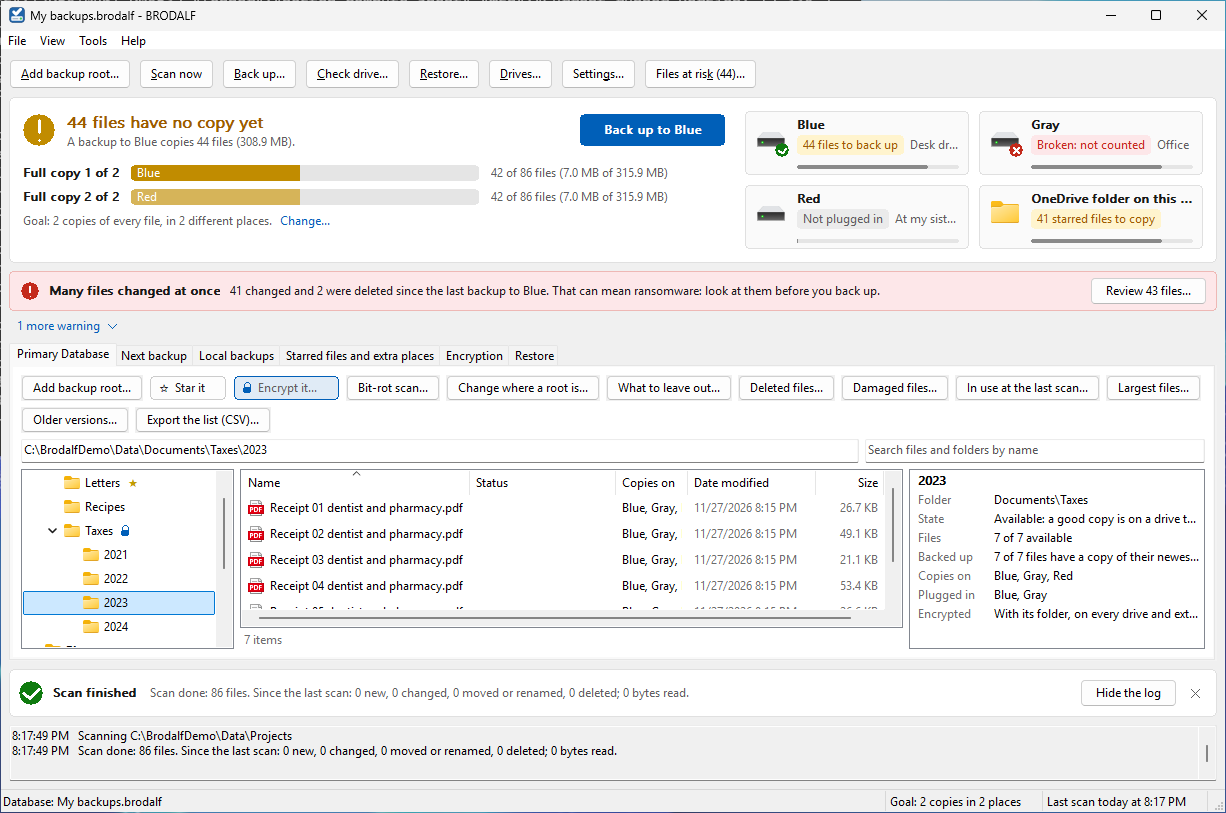 My backups.brodalf - BRODALF
File View Tools Help
Add backup root... Scan now Back up... Check drive... Restore... Drives... Settings... Files at risk (44)...
44 files have no copy yet
A backup to Blue copies 44 files (308.9 MB).
Back up to Blue
Full copy 1 of 2 Blue 42 of 86 files (7.0 MB of 315.9 MB)
Full copy 2 of 2 Red 42 of 86 files (7.0 MB of 315.9 MB)
Goal: 2 copies of every file, in 2 different places. Change...
Blue
44 files to back up Desk dr...
Gray
Broken: not counted Office
Red
Not plugged in At my sist...
OneDrive folder on this ...
41 starred files to copy
Many files changed at once 41 changed and 2 were deleted since the last backup to Blue. That can mean ransomware: look at them before you back up. Review 43 files...
1 more warning
Primary Database Next backup Local backups Starred files and extra places Encryption Restore
Add backup root... Star it Encrypt it... Bit-rot scan... Change where a root is... What to leave out... Deleted files... Damaged files... In use at the last scan... Largest files...
Older versions... Export the list (CSV)...
C:\BrodalfDemo\Data\Documents\Taxes\2023 Search files and folders by name
Letters
Recipes
Taxes
2021
2022
2023
2024
Name Status Copies on Date modified Size
PDF Receipt 01 dentist and pharmacy.pdf Blue, Gray, 11/27/2026 8:15 PM 26.7 KB
PDF Receipt 02 dentist and pharmacy.pdf Blue, Gray, 11/27/2026 8:15 PM 49.1 KB
PDF Receipt 03 dentist and pharmacy.pdf Blue, Gray, 11/27/2026 8:15 PM 21.1 KB
PDF Receipt 04 dentist and pharmacy.pdf Blue, Gray, 11/27/2026 8:15 PM 53.4 KB
7 items
2023
Folder Documents\Taxes
State Available: a good copy is on a drive t...
Files 7 of 7 available
Backed up 7 of 7 files have a copy of their newes...
Copies on Blue, Gray, Red
Plugged in Blue, Gray
Encrypted With its folder, on every drive and ext...
Scan finished Scan done: 86 files. Since the last scan: 0 new, 0 changed, 0 moved or renamed, 0 deleted; 0 bytes read. Hide the log
8:17:49 PM Scanning C:\BrodalfDemo\Data\Projects
8:17:49 PM Scan done: 86 files. Since the last scan: 0 new, 0 changed, 0 moved or renamed, 0 deleted; 0 bytes read.
Database: My backups.brodalf Goal: 2 copies in 2 places Last scan today at 8:17 PM